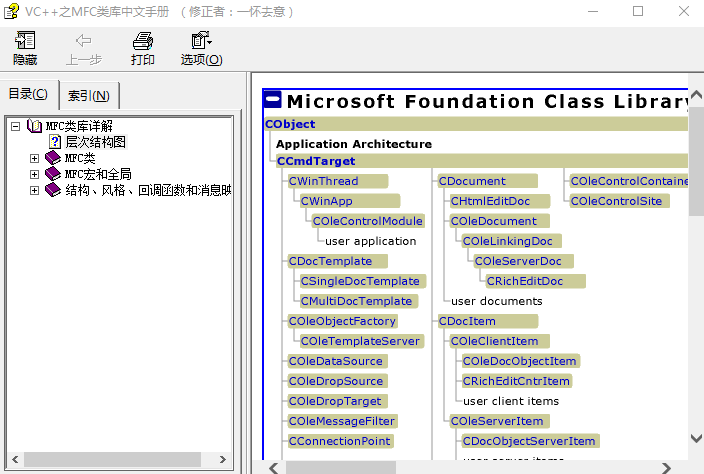 VC++之MFC类库中文手册 （修正者：一怀去意）
隐藏 上一步 打印 选项(O)
目录(C) 索引(N)
MFC类库详解
层次结构图
MFC类
MFC宏和全局
结构、风格、回调函数和消息映
Microsoft Foundation Class Library
CObject
Application Architecture
CCmdTarget
CWinThread
CWinApp
COleControlModule
user application
CDocTemplate
CSingleDocTemplate
CMultiDocTemplate
COleObjectFactory
COleTemplateServer
COleDataSource
COleDropSource
COleDropTarget
COleMessageFilter
CConnectionPoint
CDocument
CHtmlEditDoc
COleDocument
COleLinkingDoc
COleServerDoc
CRichEditDoc
user documents
CDocItem
COleClientItem
COleDocObjectItem
CRichEditCntrItem
user client items
COleServerItem
CDocObjectServerItem
user server items
COleControlContaine
COleControlSite